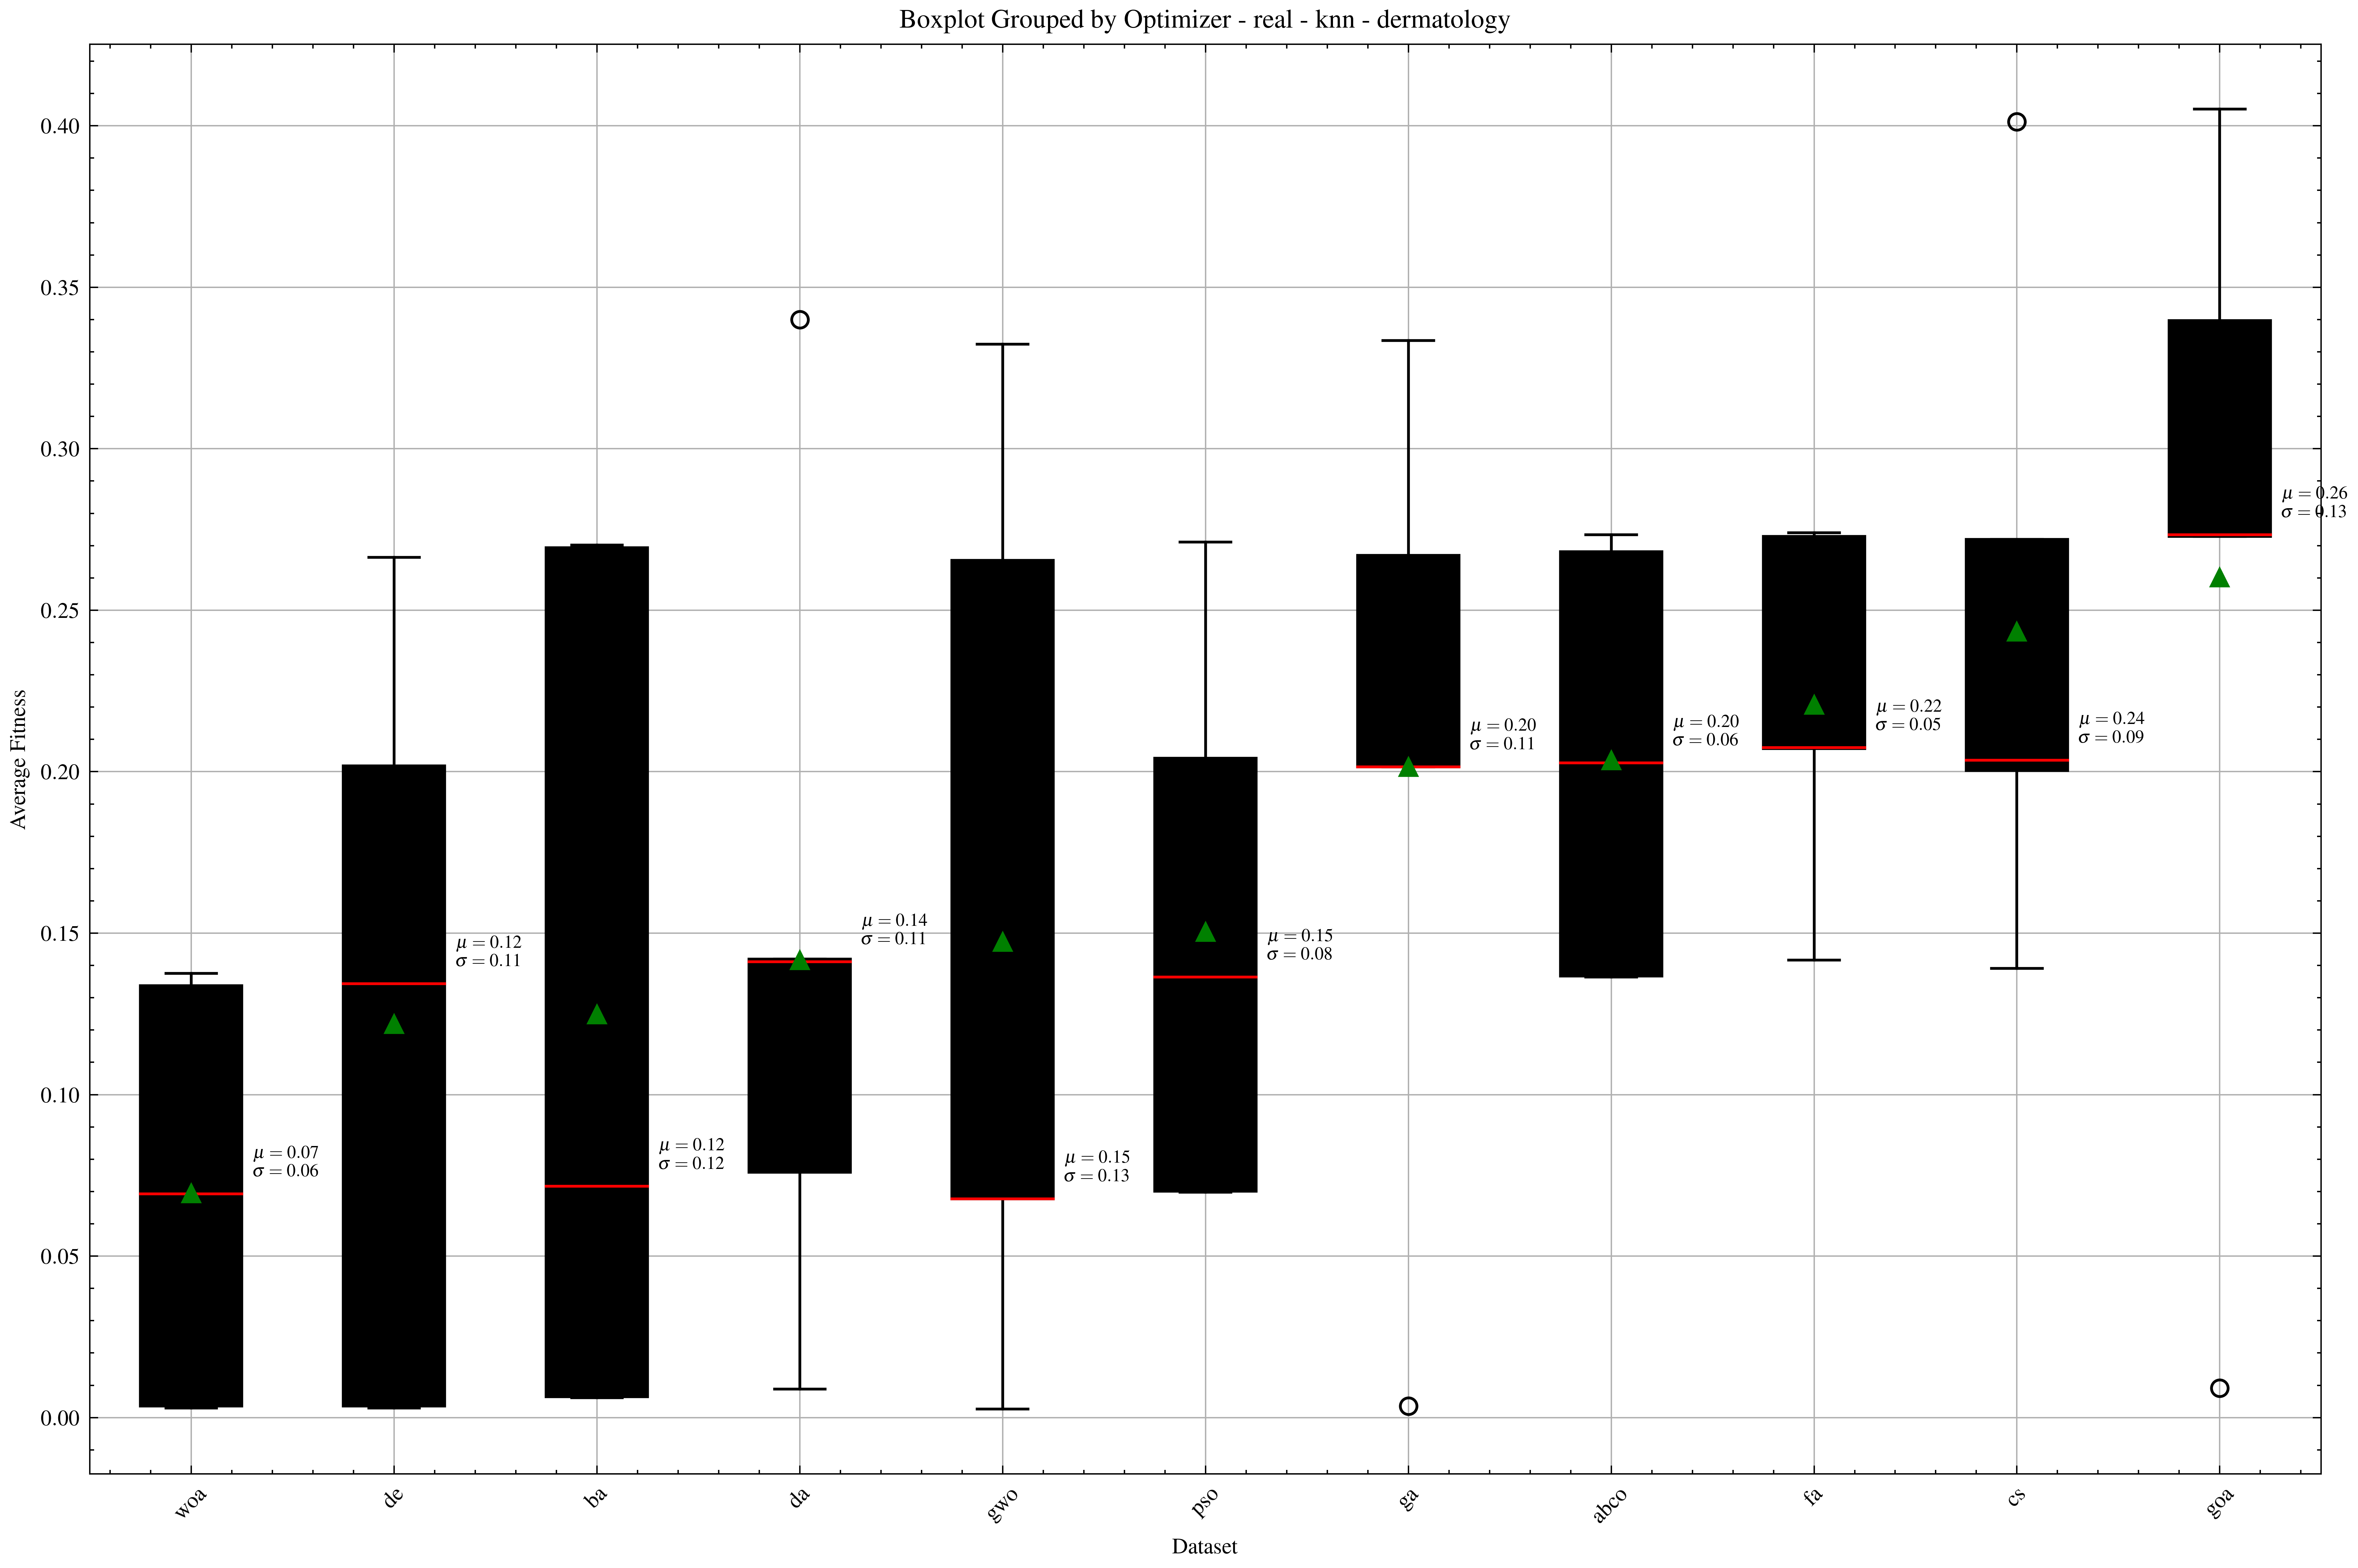 Boxplot Grouped by Optimizer - real - knn - dermatology
Average Fitness
0.40
0.35
0.30
0.25
0.20
0.15
0.10
0.05
0.00
μ = 0.07
σ = 0.06
μ = 0.12
σ = 0.11
μ = 0.12
σ = 0.12
μ = 0.14
σ = 0.11
μ = 0.15
σ = 0.13
μ = 0.15
σ = 0.08
μ = 0.20
σ = 0.11
μ = 0.20
σ = 0.06
μ = 0.22
σ = 0.05
μ = 0.24
σ = 0.09
μ = 0.26
σ = 0.13
woa
de
ba
da
gwo
pso
ga
abco
fa
cs
goa
Dataset